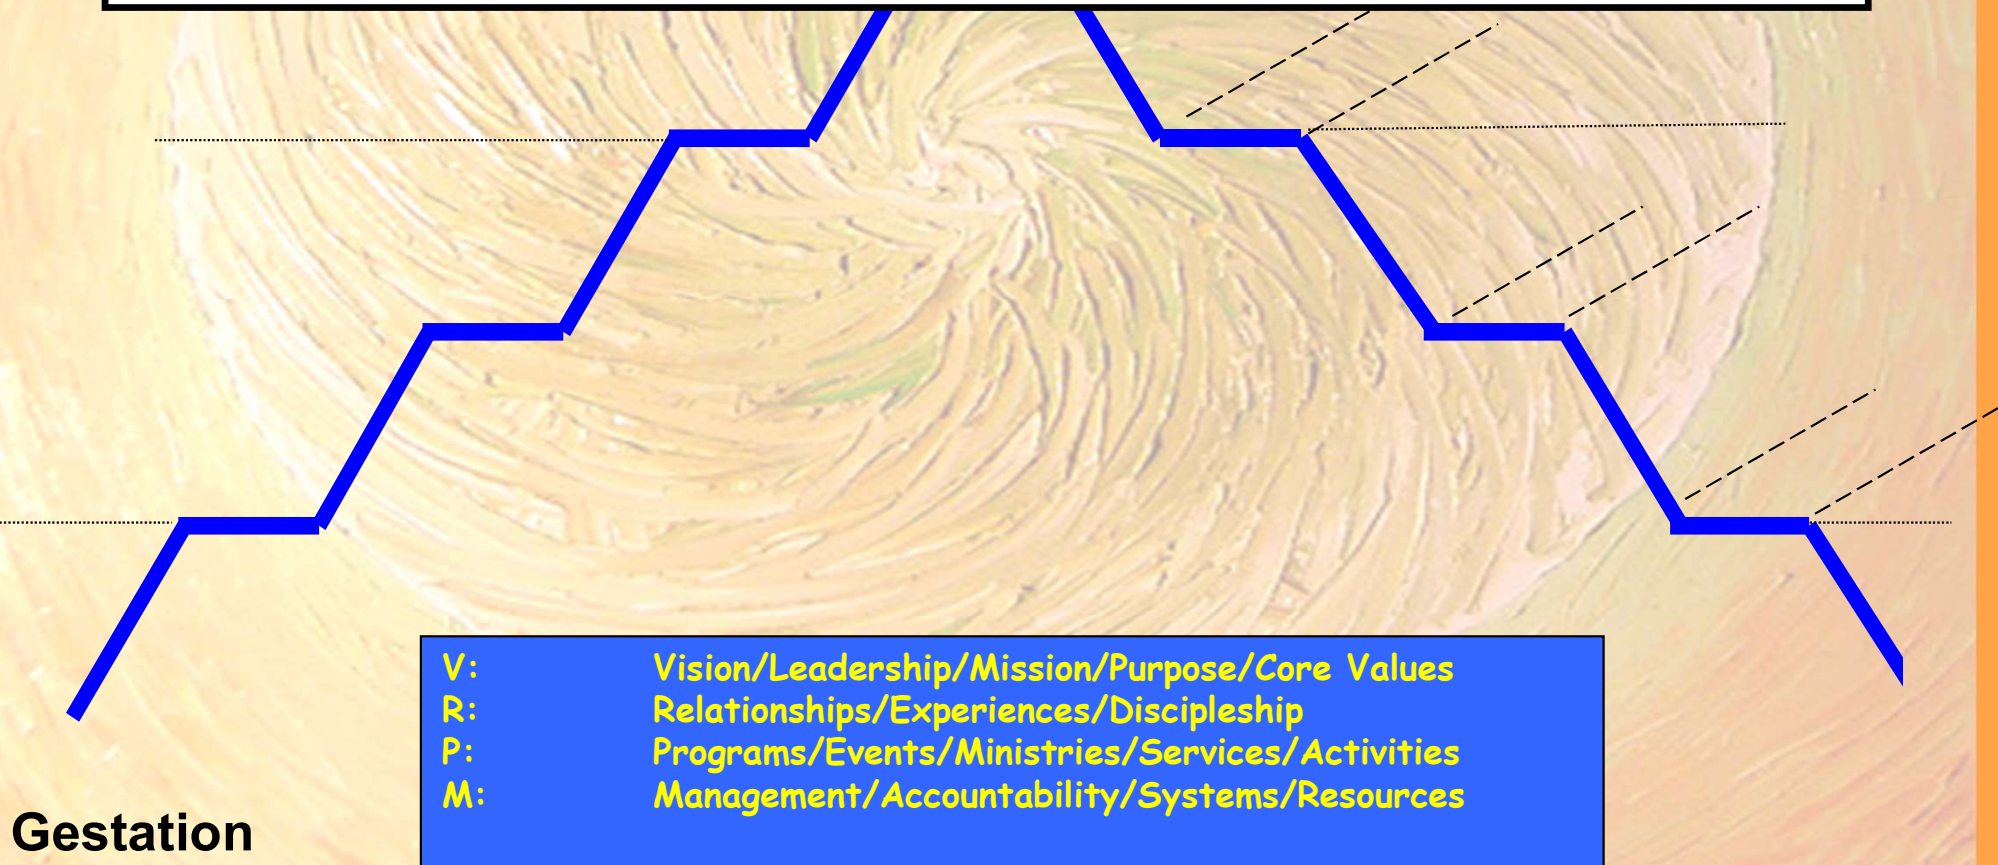 V: Vision/Leadership/Mission/Purpose/Core Values
R: Relationships/Experiences/Discipleship
P: Programs/Events/Ministries/Services/Activities
M: Management/Accountability/Systems/Resources
Gestation